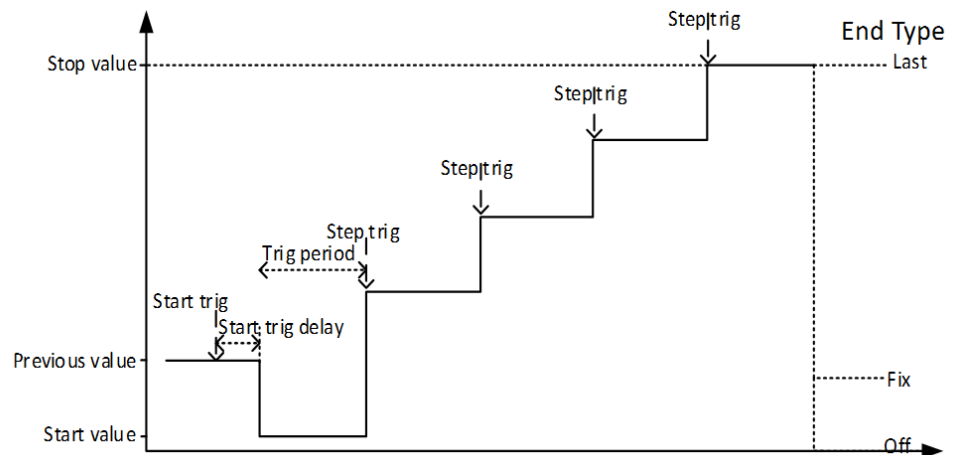 Step trig
End Type
Stop value
Last
Step trig
Step trig
Step trig
Trig period
Start trig
Start trig delay
Previous value
Fix
Start value
Off